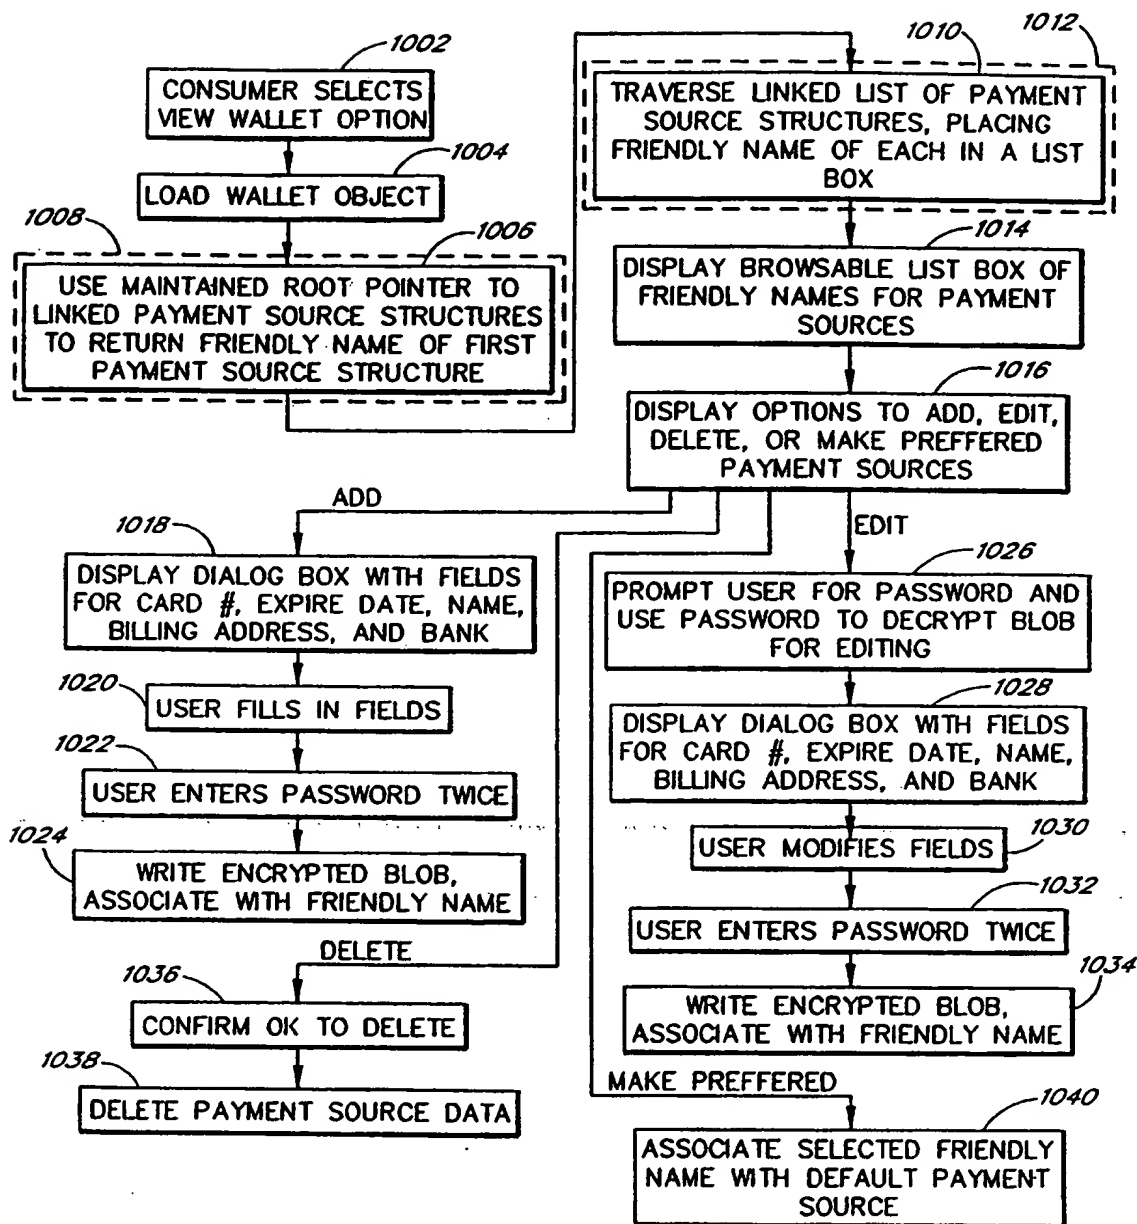 1002
CONSUMER SELECTS
VIEW WALLET OPTION
1004
LOAD WALLET OBJECT
1008
1006
USE MAINTAINED ROOT POINTER TO
LINKED PAYMENT SOURCE STRUCTURES
TO RETURN FRIENDLY NAME OF FIRST
PAYMENT SOURCE STRUCTURE
1010
1012
TRAVERSE LINKED LIST OF PAYMENT
SOURCE STRUCTURES, PLACING
FRIENDLY NAME OF EACH IN A LIST
BOX
1014
DISPLAY BROWSABLE LIST BOX OF
FRIENDLY NAMES FOR PAYMENT
SOURCES
1016
DISPLAY OPTIONS TO ADD, EDIT,
DELETE, OR MAKE PREFFERED
PAYMENT SOURCES
ADD
1018
DISPLAY DIALOG BOX WITH FIELDS
FOR CARD #, EXPIRE DATE, NAME,
BILLING ADDRESS, AND BANK
1020
USER FILLS IN FIELDS
1022
USER ENTERS PASSWORD TWICE
1024
WRITE ENCRYPTED BLOB,
ASSOCIATE WITH FRIENDLY NAME
EDIT
1026
PROMPT USER FOR PASSWORD AND
USE PASSWORD TO DECRYPT BLOB
FOR EDITING
1028
DISPLAY DIALOG BOX WITH FIELDS
FOR CARD #, EXPIRE DATE, NAME,
BILLING ADDRESS, AND BANK
1030
USER MODIFIES FIELDS
1032
USER ENTERS PASSWORD TWICE
1034
WRITE ENCRYPTED BLOB,
ASSOCIATE WITH FRIENDLY NAME
DELETE
1036
CONFIRM OK TO DELETE
1038
DELETE PAYMENT SOURCE DATA
MAKE PREFFERED
1040
ASSOCIATE SELECTED FRIENDLY
NAME WITH DEFAULT PAYMENT
SOURCE